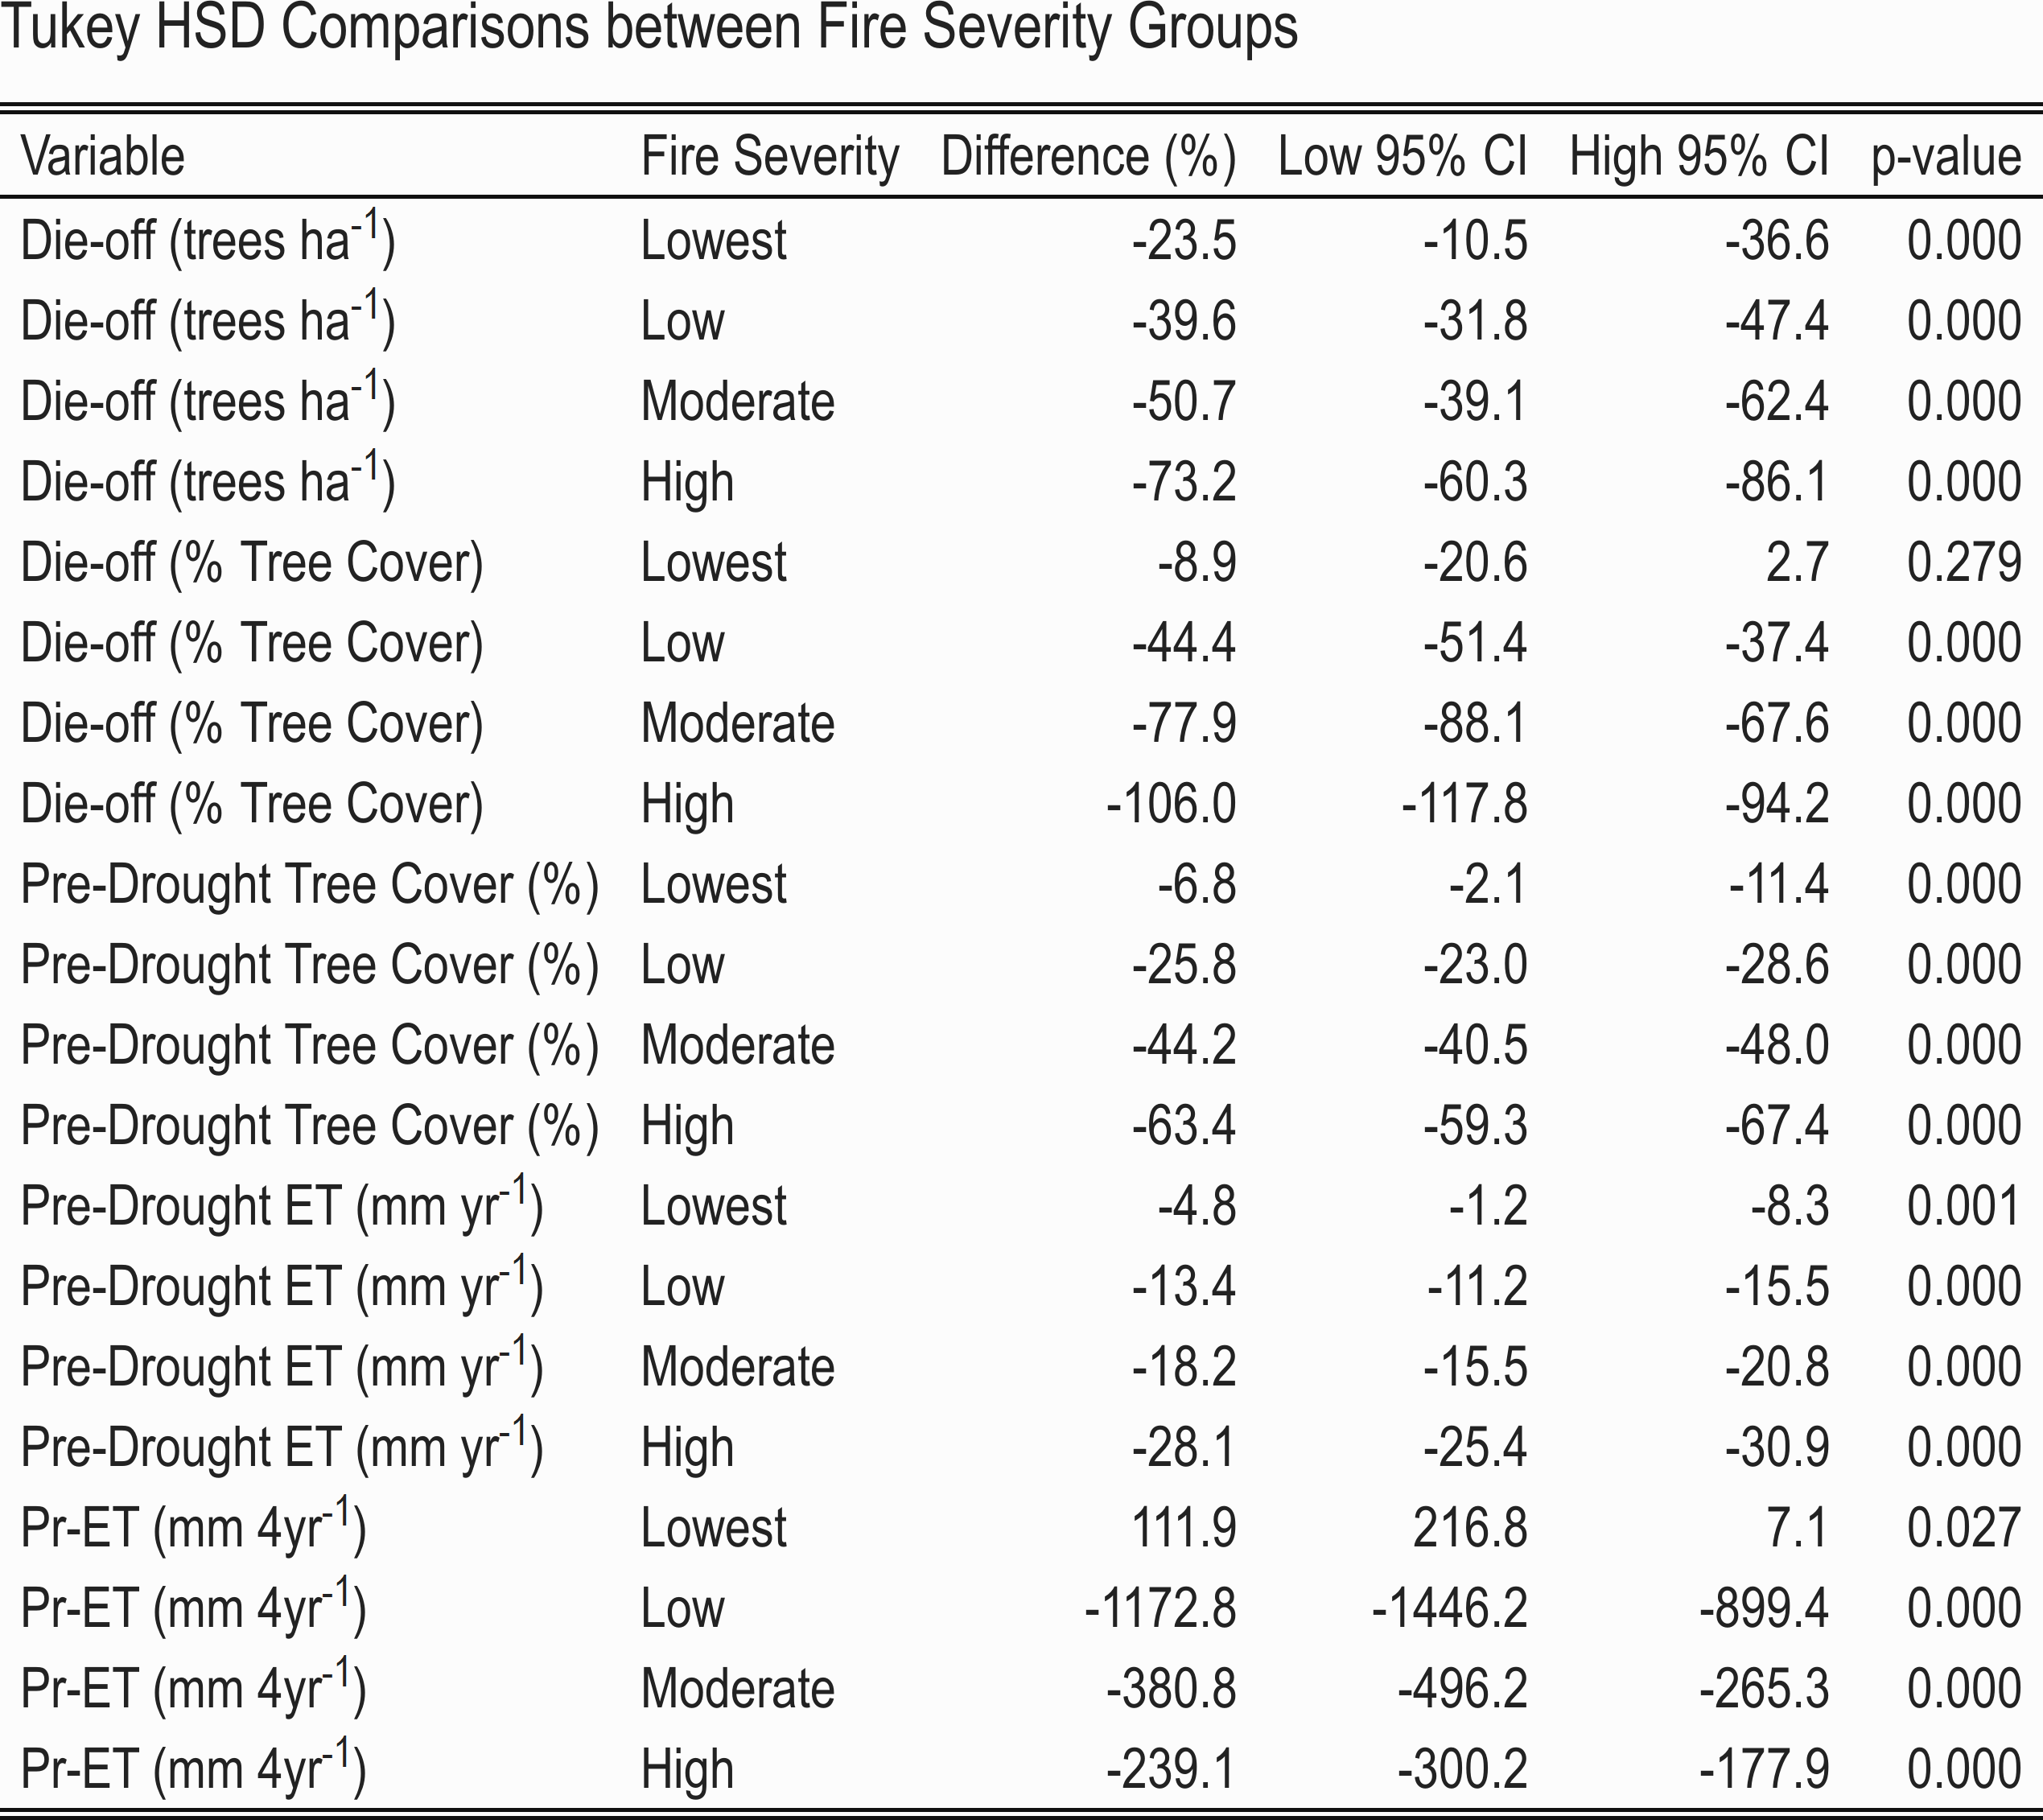 Tukey HSD Comparisons between Fire Severity Groups
Variable Fire Severity Difference (%) Low 95% CI High 95% CI p-value
Die-off (trees ha-1) Lowest -23.5 -10.5 -36.6 0.000
Die-off (trees ha-1) Low -39.6 -31.8 -47.4 0.000
Die-off (trees ha-1) Moderate -50.7 -39.1 -62.4 0.000
Die-off (trees ha-1) High -73.2 -60.3 -86.1 0.000
Die-off (% Tree Cover) Lowest -8.9 -20.6 2.7 0.279
Die-off (% Tree Cover) Low -44.4 -51.4 -37.4 0.000
Die-off (% Tree Cover) Moderate -77.9 -88.1 -67.6 0.000
Die-off (% Tree Cover) High -106.0 -117.8 -94.2 0.000
Pre-Drought Tree Cover (%) Lowest -6.8 -2.1 -11.4 0.000
Pre-Drought Tree Cover (%) Low -25.8 -23.0 -28.6 0.000
Pre-Drought Tree Cover (%) Moderate -44.2 -40.5 -48.0 0.000
Pre-Drought Tree Cover (%) High -63.4 -59.3 -67.4 0.000
Pre-Drought ET (mm yr-1) Lowest -4.8 -1.2 -8.3 0.001
Pre-Drought ET (mm yr-1) Low -13.4 -11.2 -15.5 0.000
Pre-Drought ET (mm yr-1) Moderate -18.2 -15.5 -20.8 0.000
Pre-Drought ET (mm yr-1) High -28.1 -25.4 -30.9 0.000
Pr-ET (mm 4yr-1) Lowest 111.9 216.8 7.1 0.027
Pr-ET (mm 4yr-1) Low -1172.8 -1446.2 -899.4 0.000
Pr-ET (mm 4yr-1) Moderate -380.8 -496.2 -265.3 0.000
Pr-ET (mm 4yr-1) High -239.1 -300.2 -177.9 0.000